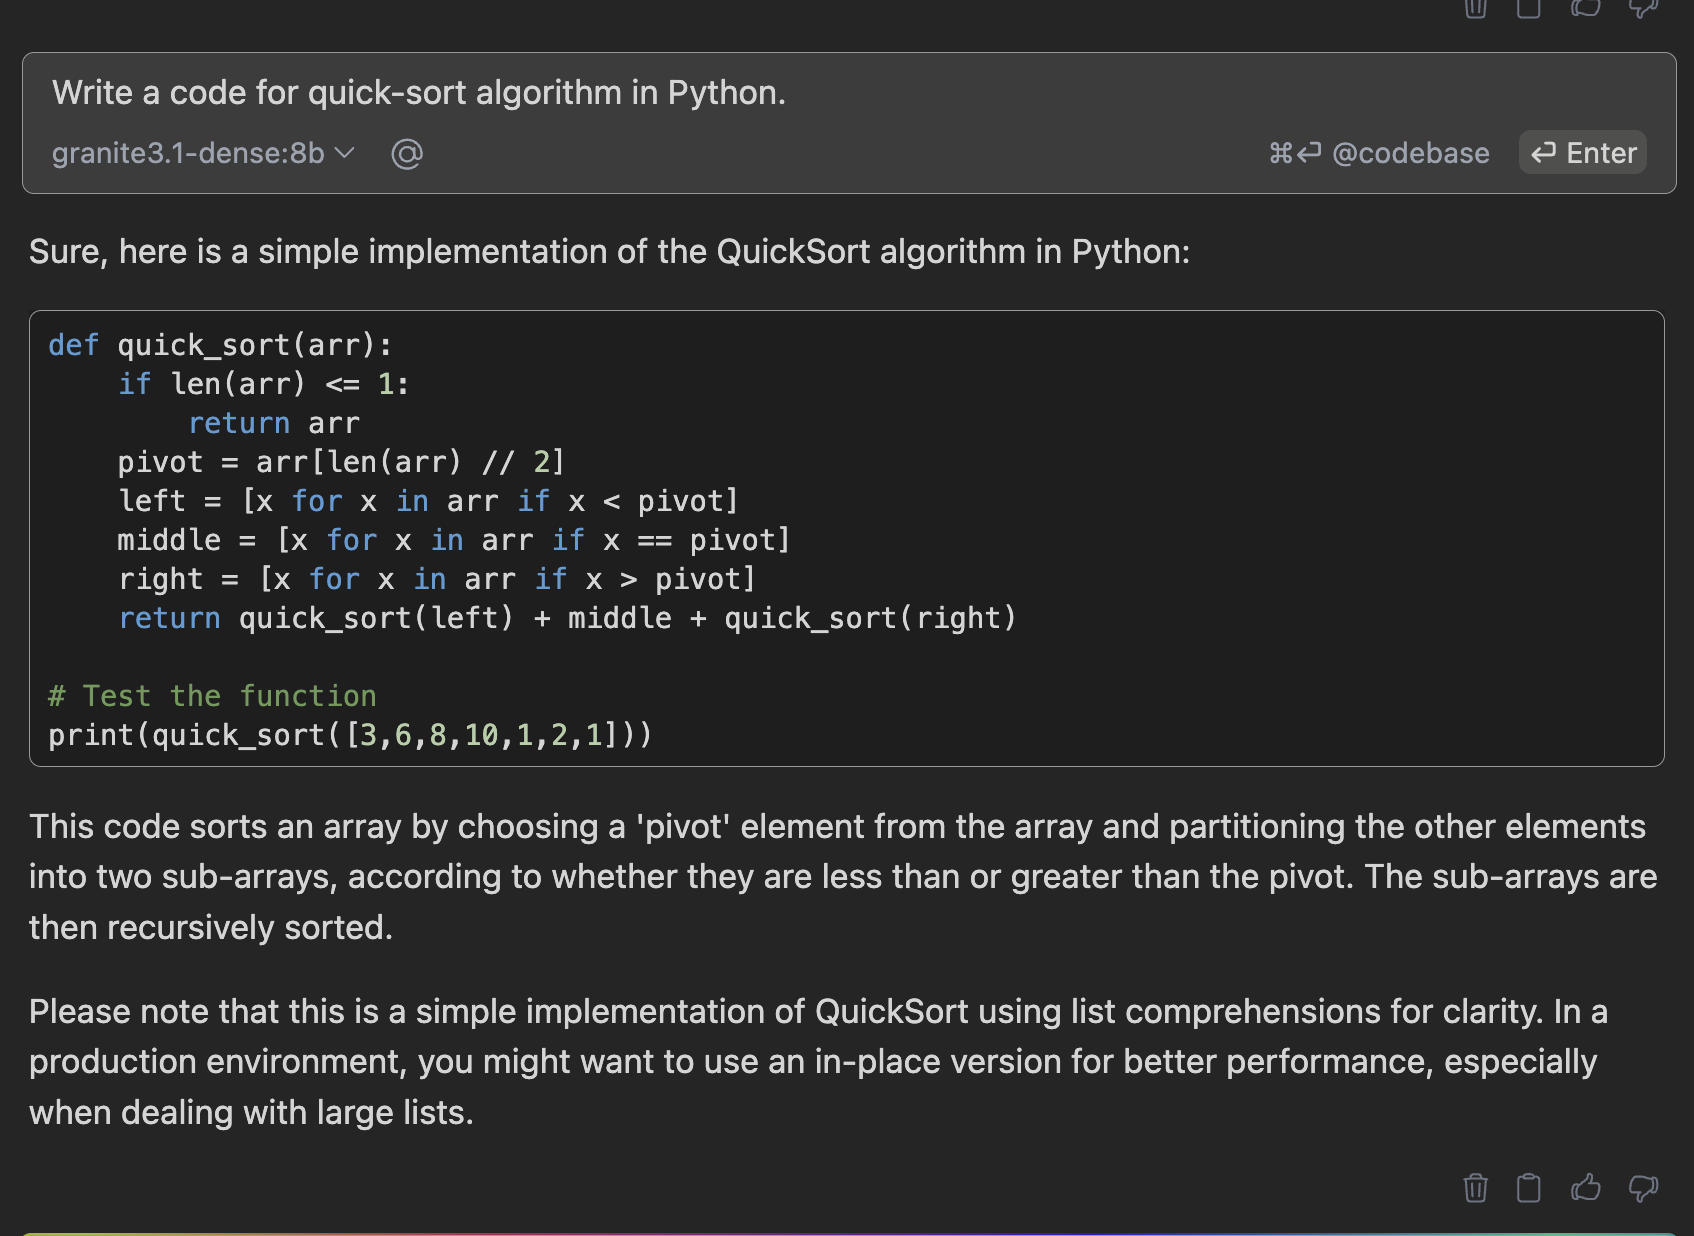 Write a code for quick-sort algorithm in Python.
granite3.1-dense:8b @ ⌘⏎ @codebase ⏎ Enter
Sure, here is a simple implementation of the QuickSort algorithm in Python:
def quick_sort(arr):
    if len(arr) <= 1:
        return arr
    pivot = arr[len(arr) // 2]
    left = [x for x in arr if x < pivot]
    middle = [x for x in arr if x == pivot]
    right = [x for x in arr if x > pivot]
    return quick_sort(left) + middle + quick_sort(right)

# Test the function
print(quick_sort([3,6,8,10,1,2,1]))
This code sorts an array by choosing a 'pivot' element from the array and partitioning the other elements
into two sub-arrays, according to whether they are less than or greater than the pivot. The sub-arrays are
then recursively sorted.
Please note that this is a simple implementation of QuickSort using list comprehensions for clarity. In a
production environment, you might want to use an in-place version for better performance, especially
when dealing with large lists.